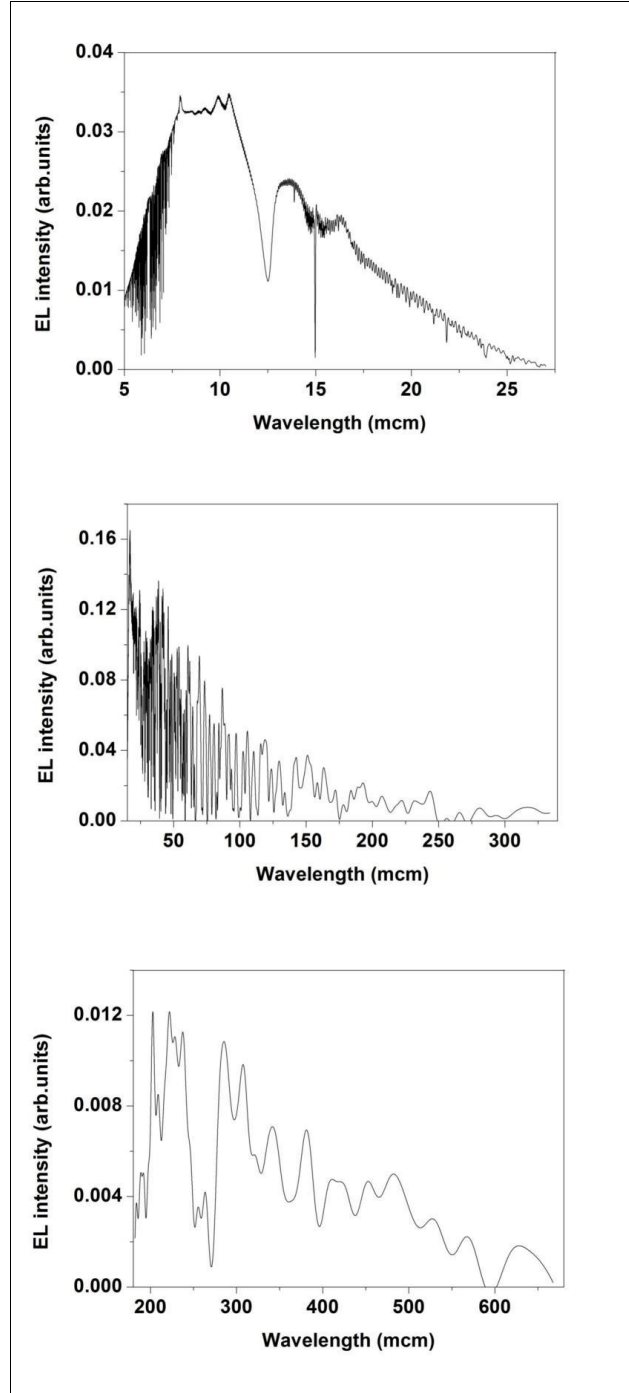 0.04
0.03
0.02
0.01
0.00
EL intensity (arb.units)
5 10 15 20 25
Wavelength (mcm)
0.16
0.12
0.08
0.04
0.00
EL intensity (arb.units)
50 100 150 200 250 300
Wavelength (mcm)
0.012
0.008
0.004
0.000
EL intensity (arb.units)
200 300 400 500 600
Wavelength (mcm)